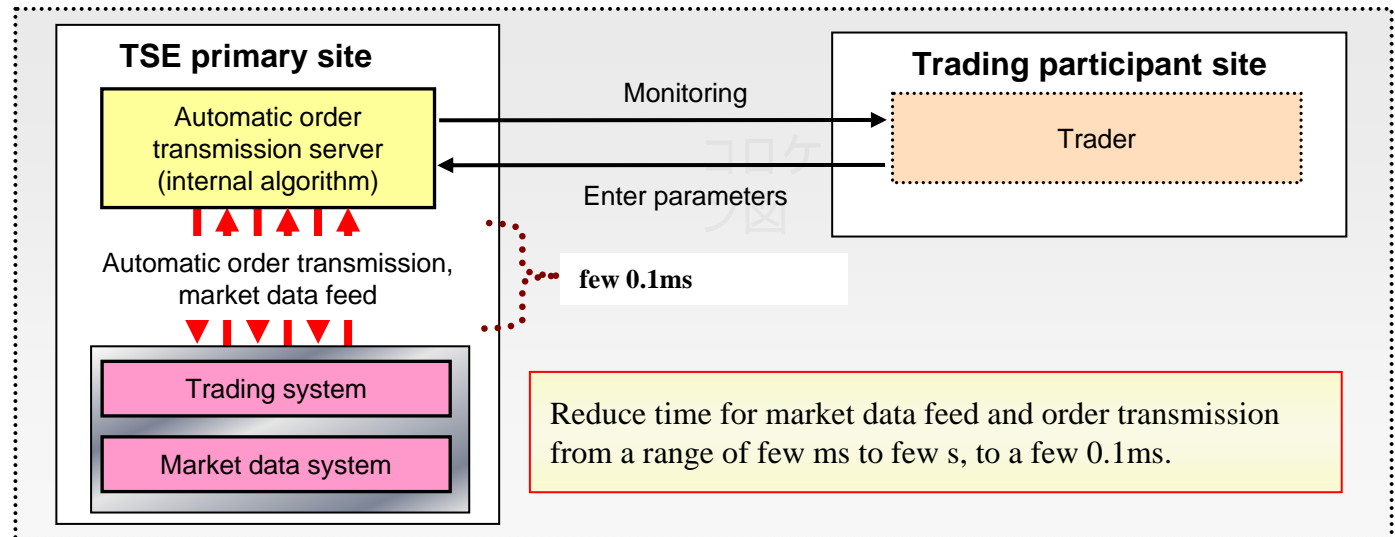 TSE primary site
Automatic order
transmission server
(internal algorithm)
Automatic order transmission,
market data feed
Trading system
Market data system
Monitoring
Enter parameters
few 0.1ms
Trading participant site
Trader
Reduce time for market data feed and order transmission
from a range of few ms to few s, to a few 0.1ms.